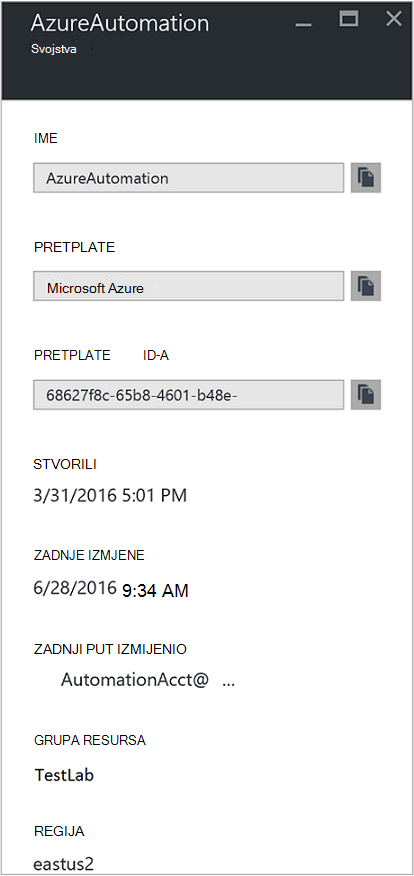 AzureAutomation
Svojstva
IME
AzureAutomation
PRETPLATE
Microsoft Azure
PRETPLATE ID-A
68627f8c-65b8-4601-b48e-
STVORILI
3/31/2016 5:01 PM
ZADNJE IZMJENE
6/28/2016 9:34 AM
ZADNJI PUT IZMIJENIO
AutomationAcct@ ...
GRUPA RESURSA
TestLab
REGIJA
eastus2